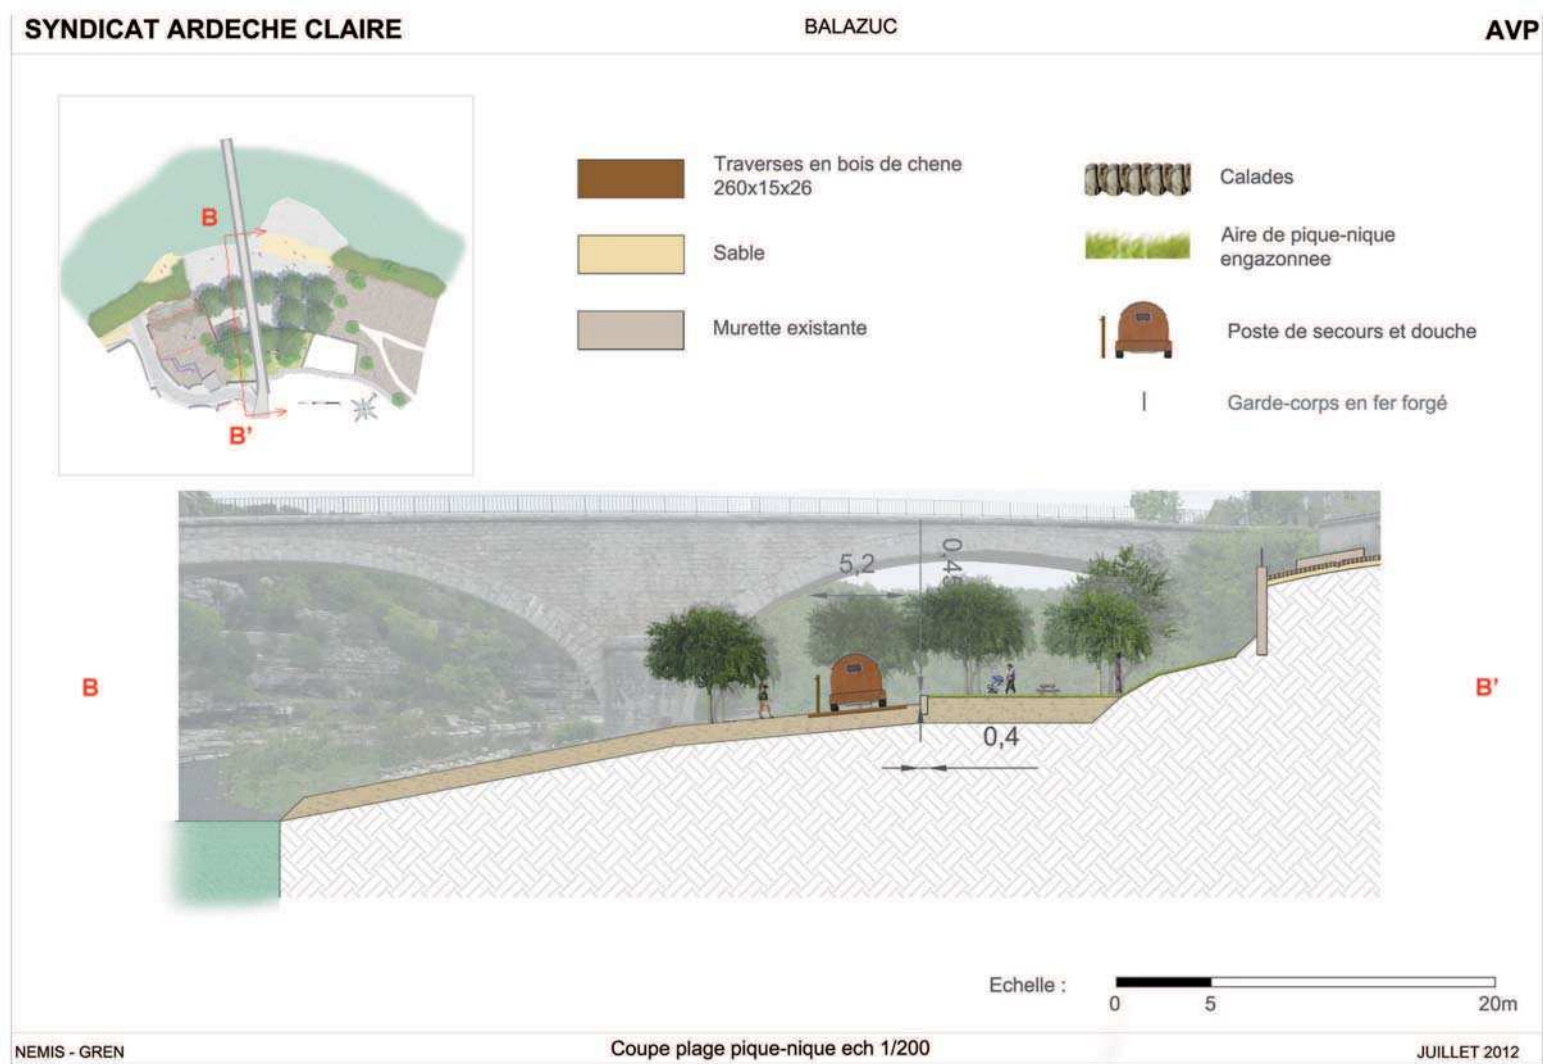 SYNDICAT ARDECHE CLAIRE
BALAZUC
AVP
B
B'
Traverses en bois de chene
260x15x26
Sable
Murette existante
Calades
Aire de pique-nique
engazonnee
Poste de secours et douche
Garde-corps en fer forgé
5,2
0,45
0,4
B
B'
Echelle :
0
5
20m
NEMIS - GREN
Coupe plage pique-nique ech 1/200
JUILLET 2012